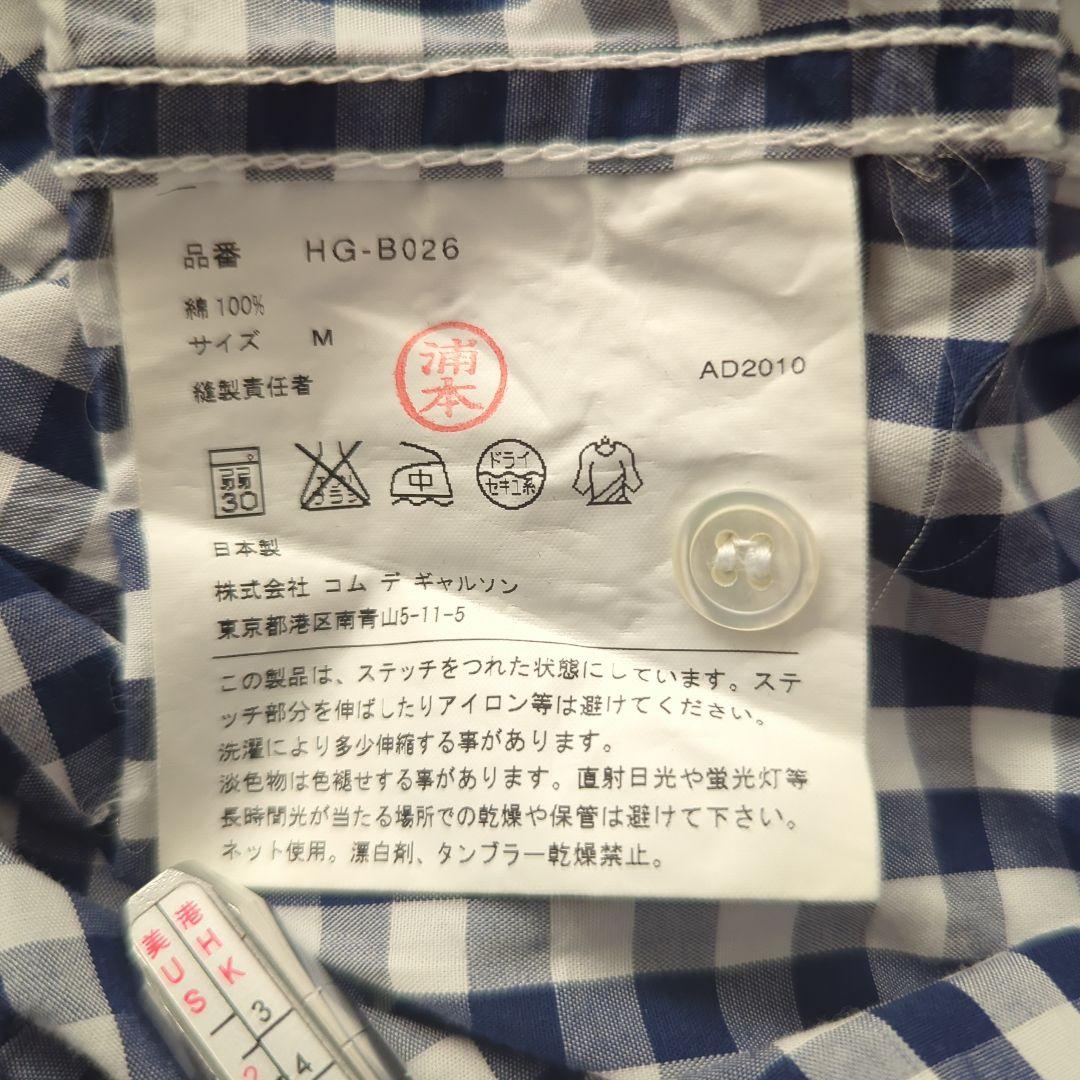 品番 HG-B026
綿 100%
サイズ M
縫製責任者
浦本
AD2010
弱
30
中
ドライ
セキユ系
日本製
株式会社 コム デ ギャルソン
東京都港区南青山5-11-5
この製品は、ステッチをつれた状態にしています。ステ
ッチ部分を伸ばしたりアイロン等は避けてください。
洗濯により多少伸縮する事があります。
淡色物は色褪せする事があります。直射日光や蛍光灯等
長時間光が当たる場所での乾燥や保管は避けて下さい。
ネット使用。漂白剤、タンブラー乾燥禁止。
港HK
美US
3
2
4